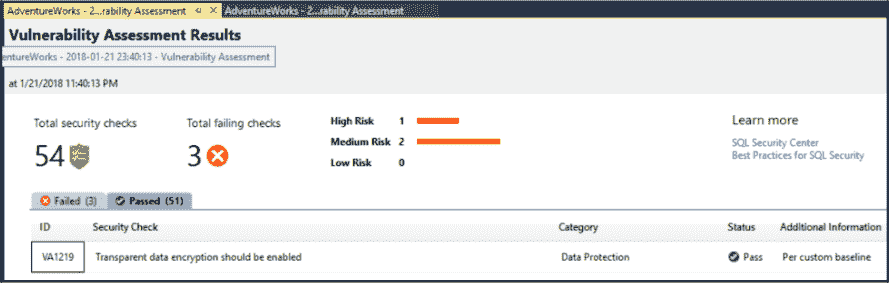 AdventureWorks - 2...rability Assessment
AdventureWorks - 2...rability Assessment
Vulnerability Assessment Results
entureWorks - 2018-01-21 23:40:13 - Vulnerability Assessment
at 1/21/2018 11:40:13 PM
Total security checks
Total failing checks
High Risk 1
Learn more
54
3
Medium Risk 2
SQL Security Center
Best Practices for SQL Security
Low Risk 0
Failed (3)
Passed (51)
ID Security Check Category Status Additional Information
VA1219 Transparent data encryption should be enabled Data Protection Pass Per custom baseline